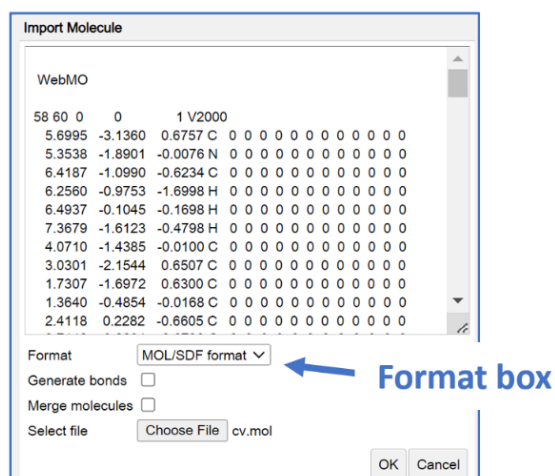 Import Molecule
WebMO
58 60 0 0 1 V2000
5.6995 -3.1360 0.6757 C 0 0 0 0 0 0 0 0 0 0 0 0
5.3538 -1.8901 -0.0076 N 0 0 0 0 0 0 0 0 0 0 0 0
6.4187 -1.0990 -0.6234 C 0 0 0 0 0 0 0 0 0 0 0 0
6.2560 -0.9753 -1.6998 H 0 0 0 0 0 0 0 0 0 0 0 0
6.4937 -0.1045 -0.1698 H 0 0 0 0 0 0 0 0 0 0 0 0
7.3679 -1.6123 -0.4798 H 0 0 0 0 0 0 0 0 0 0 0 0
4.0710 -1.4385 -0.0100 C 0 0 0 0 0 0 0 0 0 0 0 0
3.0301 -2.1544 0.6507 C 0 0 0 0 0 0 0 0 0 0 0 0
1.7307 -1.6972 0.6300 C 0 0 0 0 0 0 0 0 0 0 0 0
1.3640 -0.4854 -0.0168 C 0 0 0 0 0 0 0 0 0 0 0 0
2.4118 0.2282 -0.6605 C 0 0 0 0 0 0 0 0 0 0 0 0
Format MOL/SDF format
Format box
Generate bonds
Merge molecules
Select file Choose File cv.mol
OK Cancel